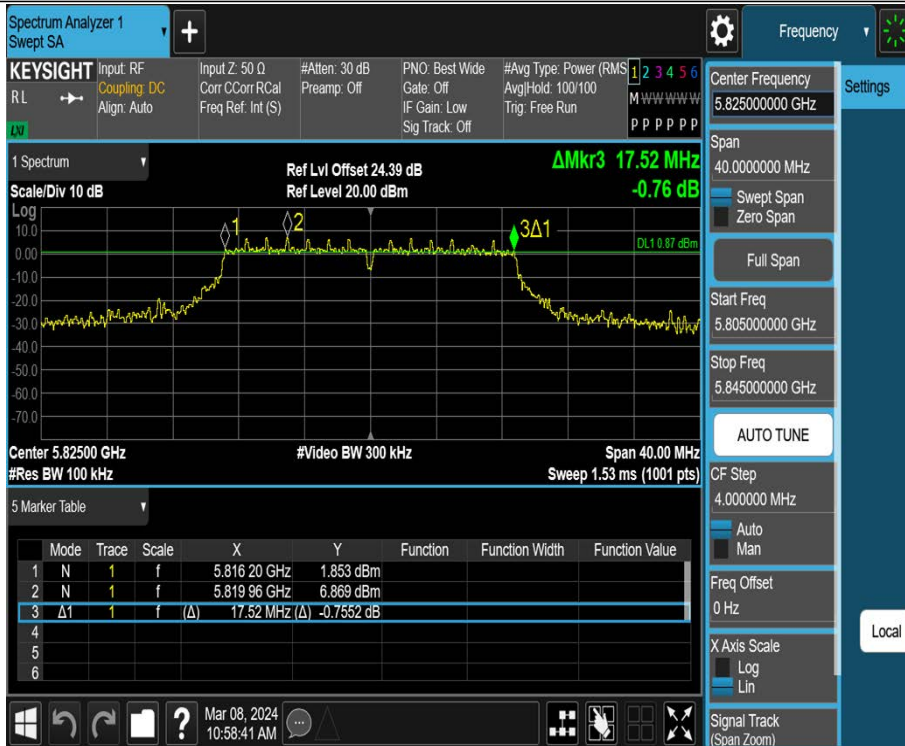 Spectrum Analyzer 1
Swept SA
+
Frequency
KEYSIGHT
RL
LXI
Input: RF
Coupling: DC
Align: Auto
Input Z: 50 Ω
Corr CCorr RCal
Freq Ref: Int (S)
#Atten: 30 dB
Preamp: Off
PNO: Best Wide
Gate: Off
IF Gain: Low
Sig Track: Off
#Avg Type: Power (RMS
Avg|Hold: 100/100
Trig: Free Run
1 2 3 4 5 6
M W W W W W
P P P P P P
1 Spectrum
Scale/Div 10 dB
Ref Lvl Offset 24.39 dB
Ref Level 20.00 dBm
ΔMkr3 17.52 MHz
-0.76 dB
Log
10.0
0.00
-10.0
-20.0
-30.0
-40.0
-50.0
-60.0
-70.0
1
2
3Δ1
DL1 0.87 dBm
Center 5.82500 GHz
#Video BW 300 kHz
Span 40.00 MHz
#Res BW 100 kHz
Sweep 1.53 ms (1001 pts)
5 Marker Table
Mode Trace Scale X Y Function Function Width Function Value
1 N 1 f 5.816 20 GHz 1.853 dBm
2 N 1 f 5.819 96 GHz 6.869 dBm
3 Δ1 1 f (Δ) 17.52 MHz (Δ) -0.7552 dB
4
5
6
?
Mar 08, 2024
10:58:41 AM
Center Frequency
5.825000000 GHz
Span
40.0000000 MHz
Swept Span
Zero Span
Full Span
Start Freq
5.805000000 GHz
Stop Freq
5.845000000 GHz
AUTO TUNE
CF Step
4.000000 MHz
Auto
Man
Freq Offset
0 Hz
X Axis Scale
Log
Lin
Signal Track
(Span Zoom)
Settings
Local